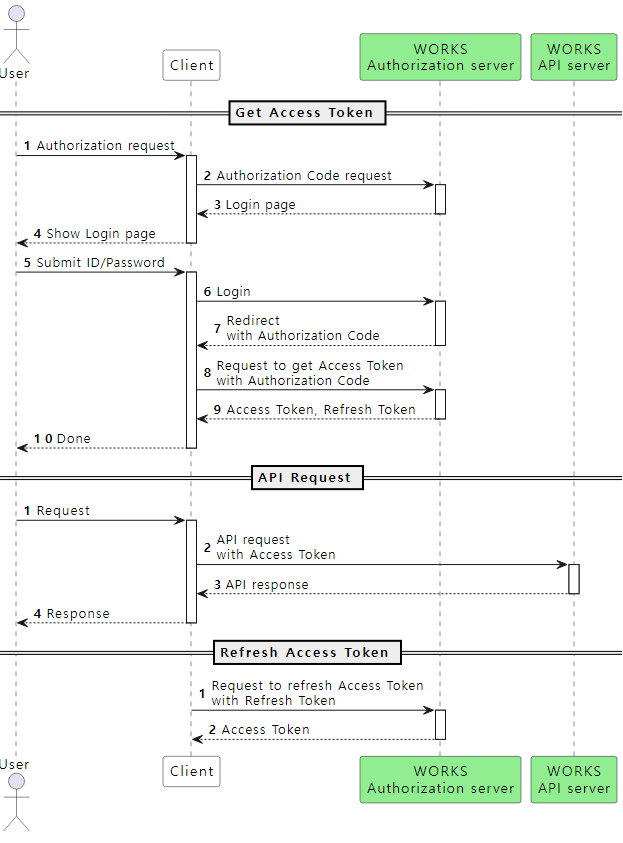 User
Client
WORKS
Authorization server
WORKS
API server
Get Access Token
1 Authorization request
2 Authorization Code request
3 Login page
4 Show Login page
5 Submit ID/Password
6 Login
7 Redirect
with Authorization Code
8 Request to get Access Token
with Authorization Code
9 Access Token, Refresh Token
10 Done
API Request
1 Request
2 API request
with Access Token
3 API response
4 Response
Refresh Access Token
1 Request to refresh Access Token
with Refresh Token
2 Access Token
User
Client
WORKS
Authorization server
WORKS
API server